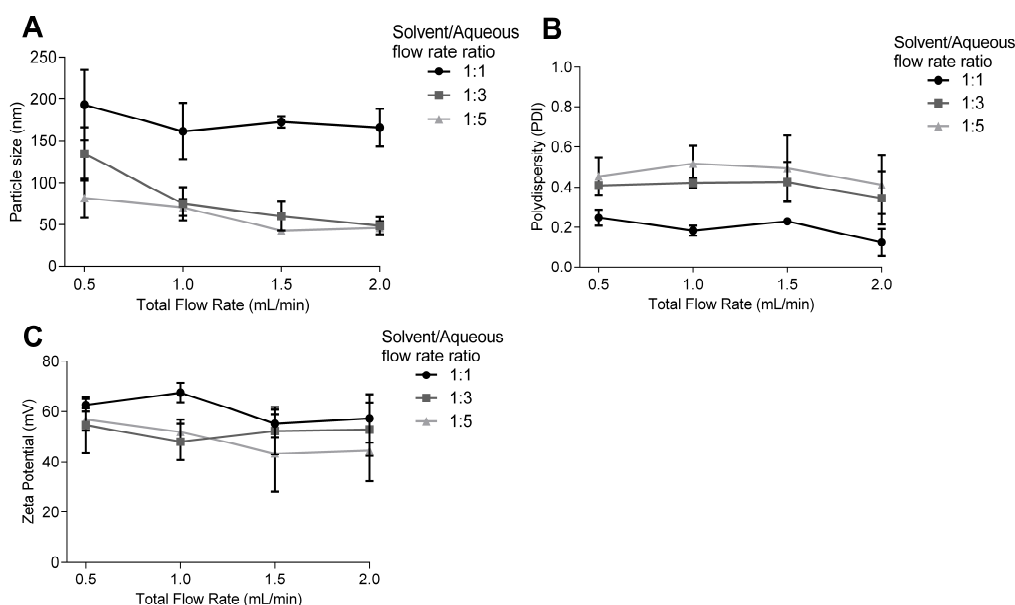 A
Solvent/Aqueous
flow rate ratio
1:1
1:3
1:5
Particle size (nm)
250
200
150
100
50
0
0.5 1.0 1.5 2.0
Total Flow Rate (mL/min)
B
Solvent/Aqueous
flow rate ratio
1:1
1:3
1:5
Polydispersity (PDI)
1.0
0.8
0.6
0.4
0.2
0.0
0.5 1.0 1.5 2.0
Total Flow Rate (mL/min)
C
Solvent/Aqueous
flow rate ratio
1:1
1:3
1:5
Zeta Potential (mV)
80
60
40
20
0
0.5 1.0 1.5 2.0
Total Flow Rate (mL/min)